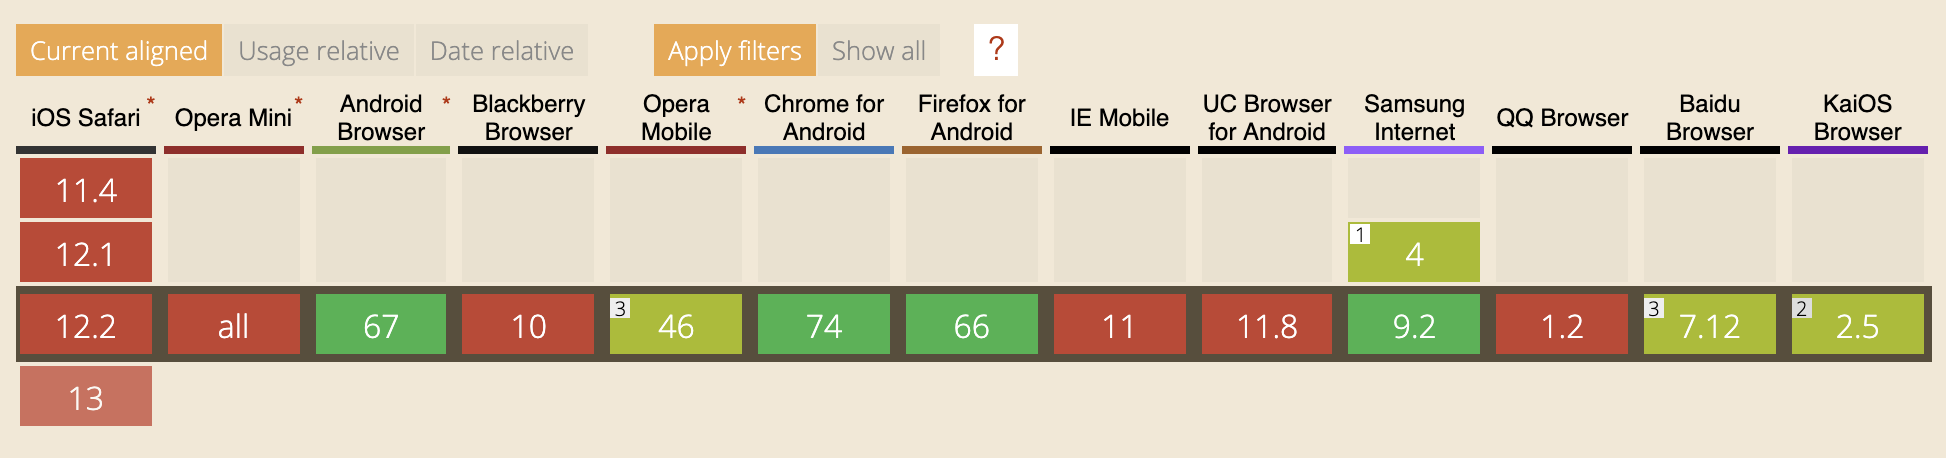 Current aligned Usage relative Date relative Apply filters Show all ?
iOS Safari * Opera Mini * Android Browser * Blackberry Browser Opera Mobile * Chrome for Android Firefox for Android IE Mobile UC Browser for Android Samsung Internet QQ Browser Baidu Browser KaiOS Browser
11.4
12.1 1 4
12.2 all 67 10 3 46 74 66 11 11.8 9.2 1.2 3 7.12 2 2.5
13